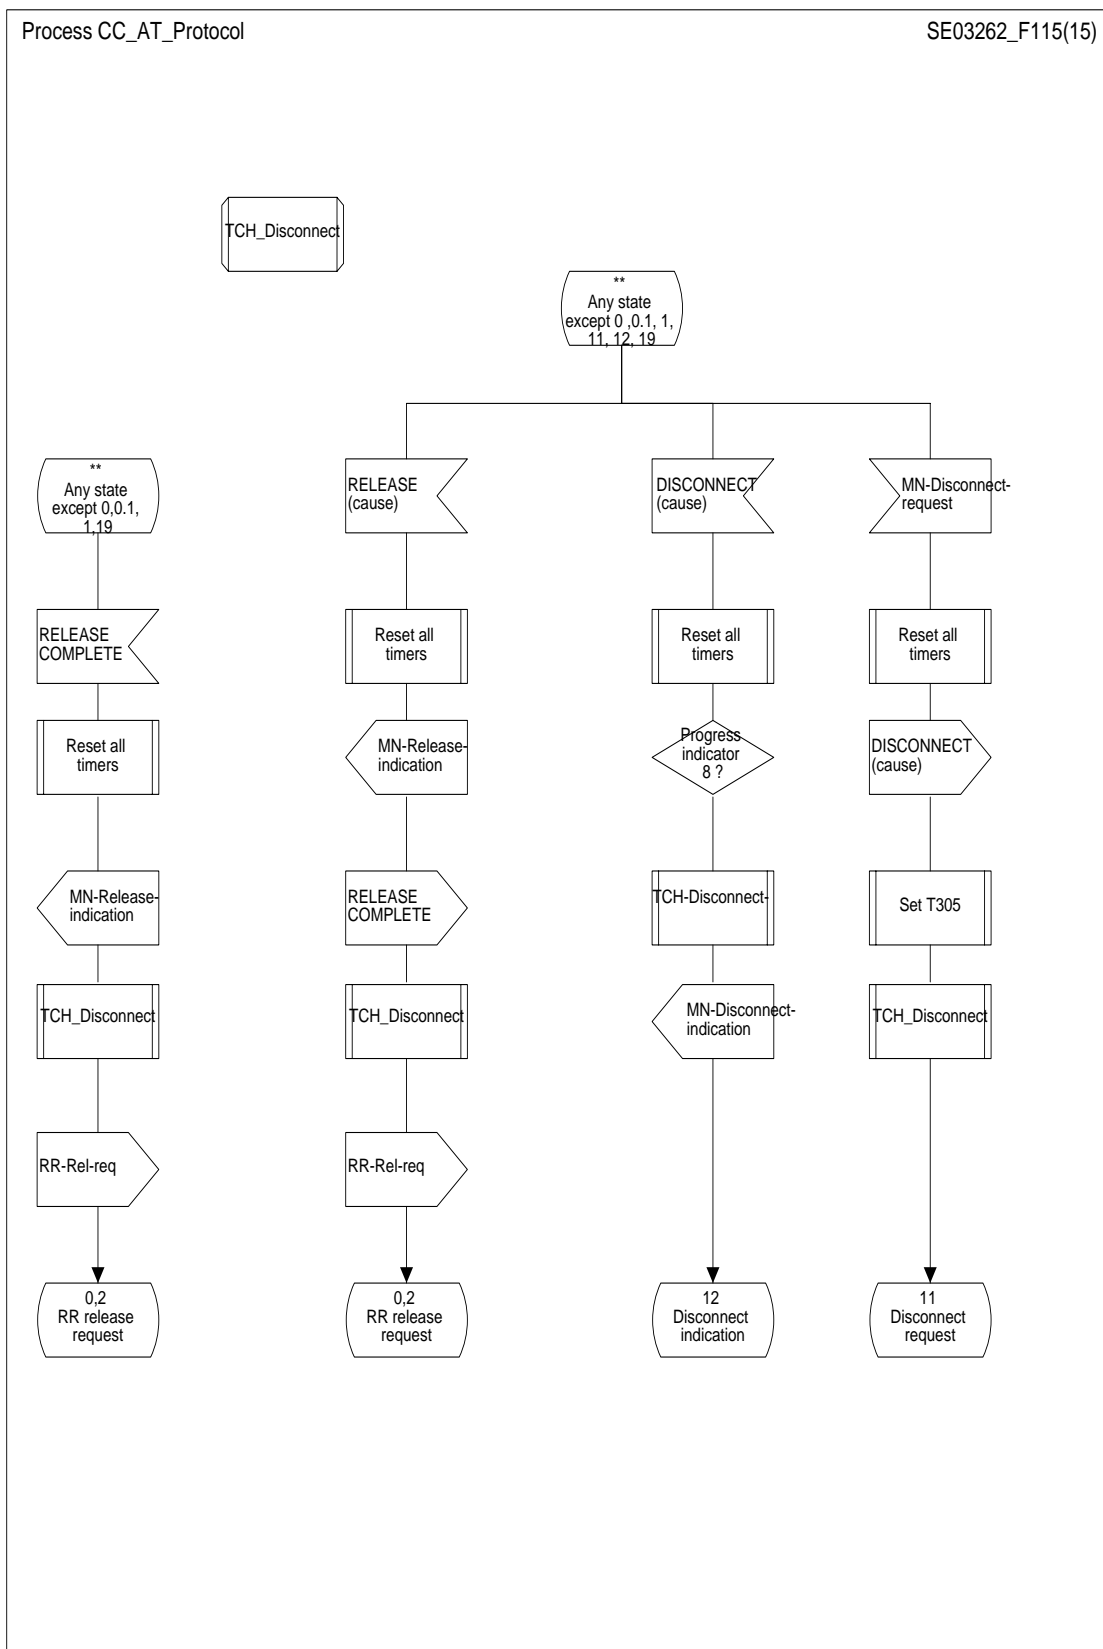 Process CC_AT_Protocol
SE03262_F115(15)
TCH_Disconnect
**
Any state
except 0 ,0.1, 1,
11, 12, 19
**
Any state
except 0,0.1,
1,19
RELEASE
(cause)
DISCONNECT
(cause)
MN-Disconnect-
request
RELEASE
COMPLETE
Reset all
timers
Reset all
timers
Reset all
timers
Reset all
timers
MN-Release-
indication
Progress
indicator
8 ?
DISCONNECT
(cause)
MN-Release-
indication
RELEASE
COMPLETE
TCH-Disconnect-
Set T305
TCH_Disconnect
TCH_Disconnect
MN-Disconnect-
indication
TCH_Disconnect
RR-Rel-req
RR-Rel-req
0,2
RR release
request
0,2
RR release
request
12
Disconnect
indication
11
Disconnect
request